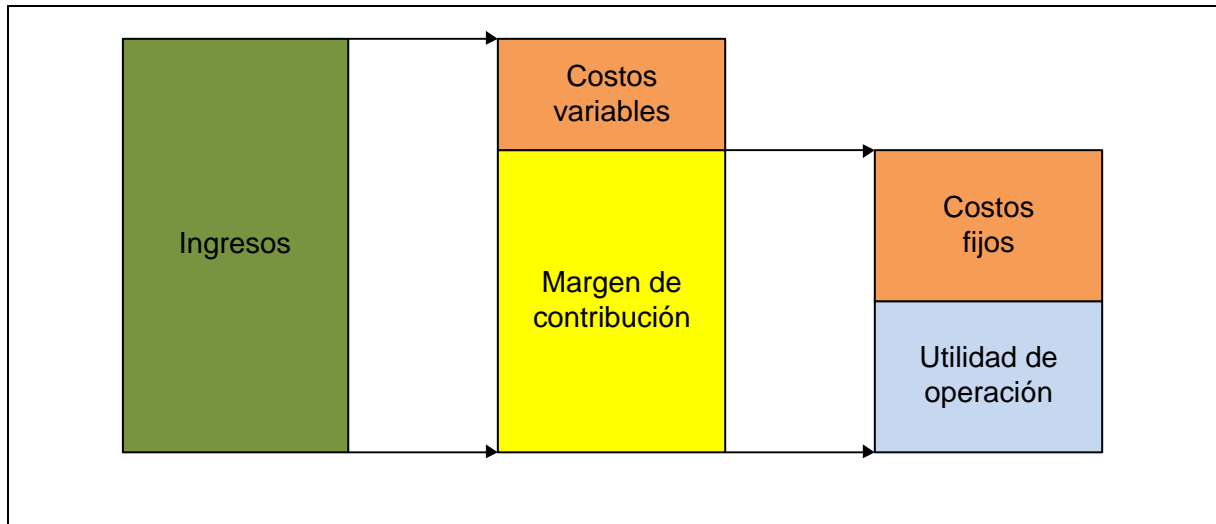 Ingresos
Costos
variables
Margen de
contribución
Costos
fijos
Utilidad de
operación